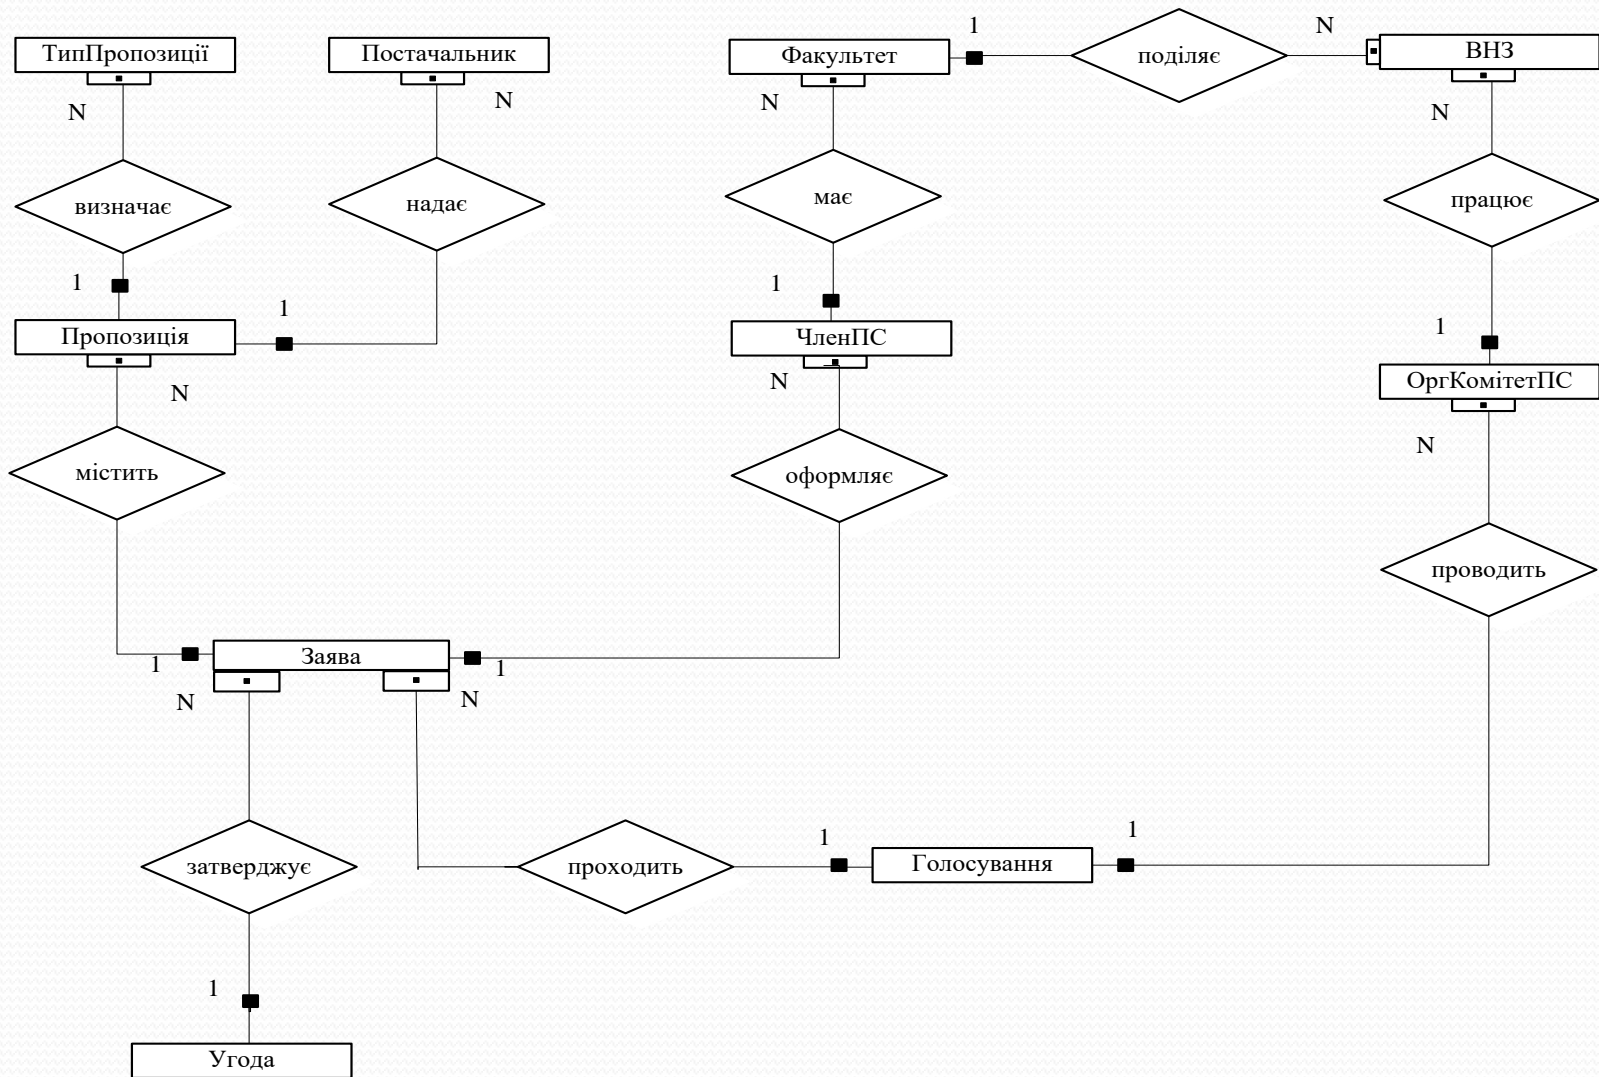 1
N
ТипПропозиції
Постачальник
Факультет
поділяє
ВНЗ
N
N
N
N
визначає
надає
має
працює
1
1
1
1
Пропозиція
ЧленПС
ОргКомітетПС
N
N
N
містить
оформляє
проводить
1
Заява
1
N
N
1
1
затверджує
проходить
Голосування
1
Угода